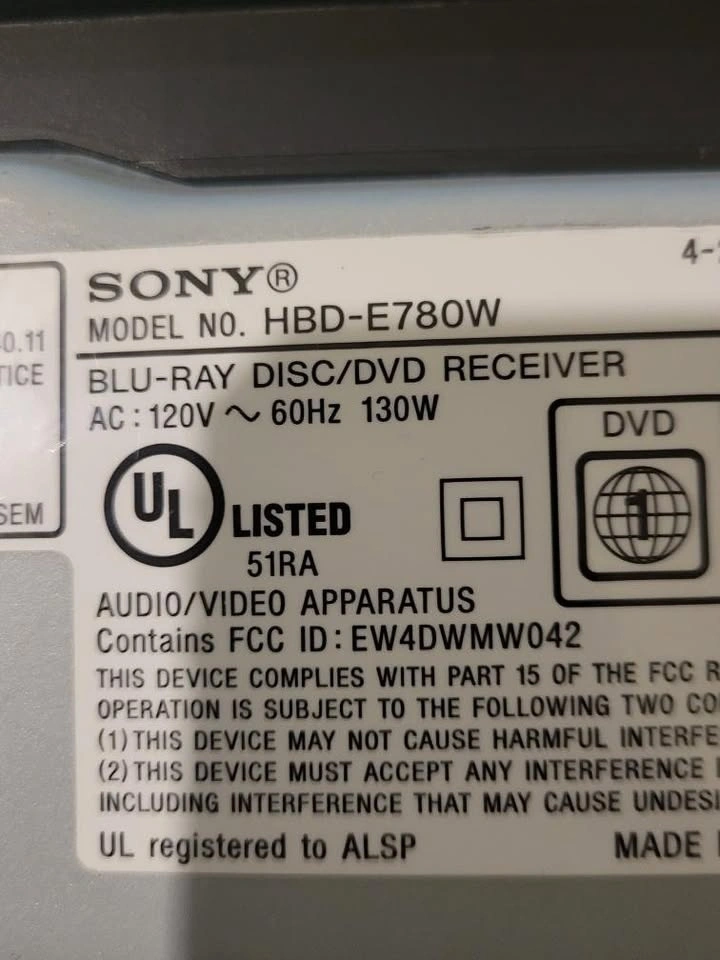 4-
0.11
TICE
SEM
SONY®
MODEL NO. HBD-E780W
BLU-RAY DISC/DVD RECEIVER
AC : 120V ～ 60Hz 130W
DVD
1
UL LISTED
51RA
AUDIO/VIDEO APPARATUS
Contains FCC ID : EW4DWMW042
THIS DEVICE COMPLIES WITH PART 15 OF THE FCC R
OPERATION IS SUBJECT TO THE FOLLOWING TWO CO
(1) THIS DEVICE MAY NOT CAUSE HARMFUL INTERFE
(2) THIS DEVICE MUST ACCEPT ANY INTERFERENCE
INCLUDING INTERFERENCE THAT MAY CAUSE UNDESI
UL registered to ALSP
MADE